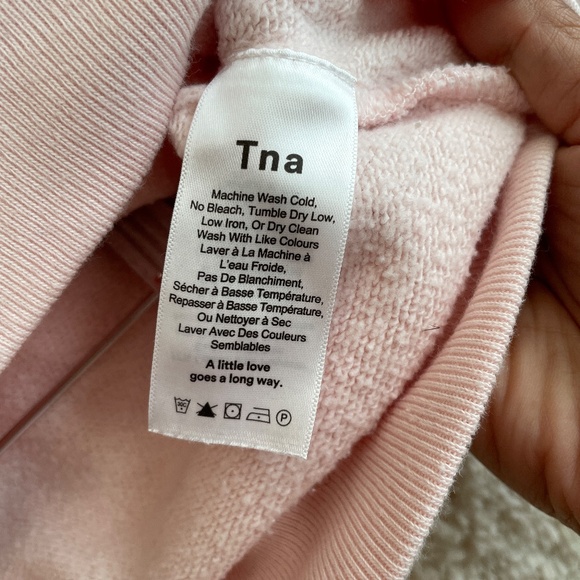 Tna
Machine Wash Cold,
No Bleach, Tumble Dry Low,
Low Iron, Or Dry Clean
Wash With Like Colours
Laver à La Machine à
L'eau Froide,
Pas De Blanchiment,
Sécher à Basse Température,
Repasser à Basse Température,
Ou Nettoyer à Sec
Laver Avec Des Couleurs
Semblables
A little love
goes a long way.
30C P